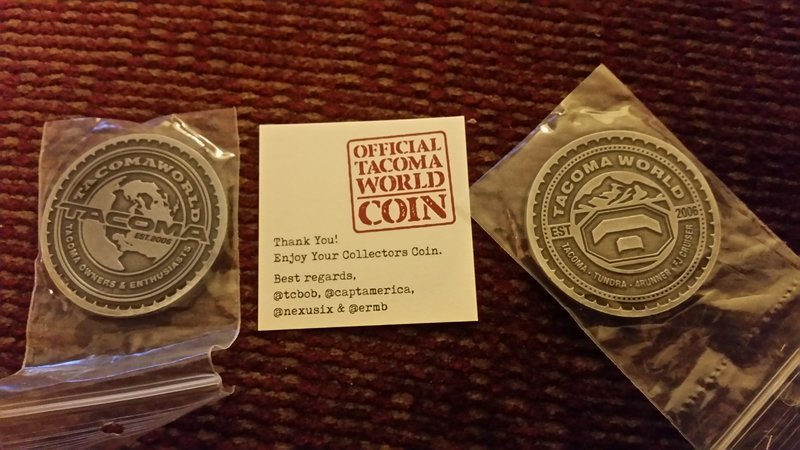 TACOMAWORLD
TACOMA
EST. 2006
TACOMA OWNERS & ENTHUSIASTS
OFFICIAL
TACOMA
WORLD
COIN
Thank You!
Enjoy Your Collectors Coin.
Best regards,
@tcbob, @captamerica,
@nexusix & @ermb
TACOMA WORLD
EST 2006
TACOMA - TUNDRA - 4RUNNER - FJ CRUISER